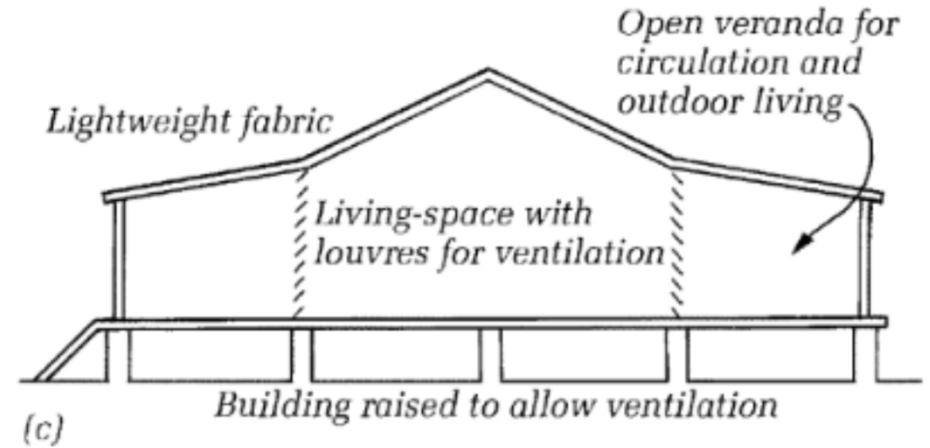 Open veranda for
circulation and
outdoor living
Lightweight fabric
Living-space with
louvres for ventilation
Building raised to allow ventilation
(c)